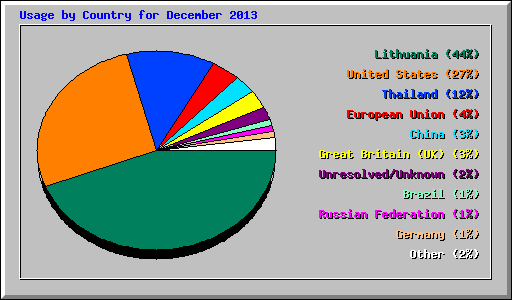 Usage by Country for December 2013
Lithuania (44%)
United States (27%)
Thailand (12%)
European Union (4%)
China (3%)
Great Britain (UK) (3%)
Unresolved/Unknown (2%)
Brazil (1%)
Russian Federation (1%)
Germany (1%)
Other (2%)